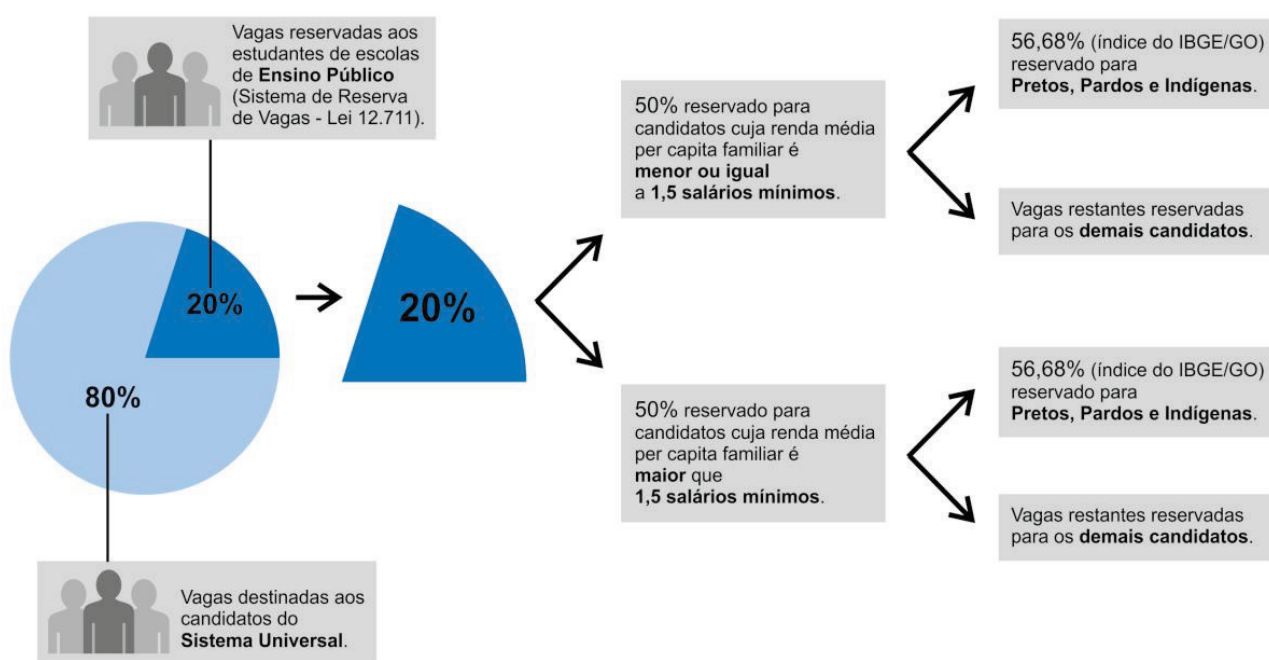 Vagas reservadas aos
estudantes de escolas
de Ensino Público
(Sistema de Reserva
de Vagas - Lei 12.711).
20%
80%
Vagas destinadas aos
candidatos do
Sistema Universal.
20%
50% reservado para
candidatos cuja renda média
per capita familiar é
menor ou igual
a 1,5 salários mínimos.
56,68% (índice do IBGE/GO)
reservado para
Pretos, Pardos e Indígenas.
Vagas restantes reservadas
para os demais candidatos.
50% reservado para
candidatos cuja renda média
per capita familiar é
maior que
1,5 salários mínimos.
56,68% (índice do IBGE/GO)
reservado para
Pretos, Pardos e Indígenas.
Vagas restantes reservadas
para os demais candidatos.